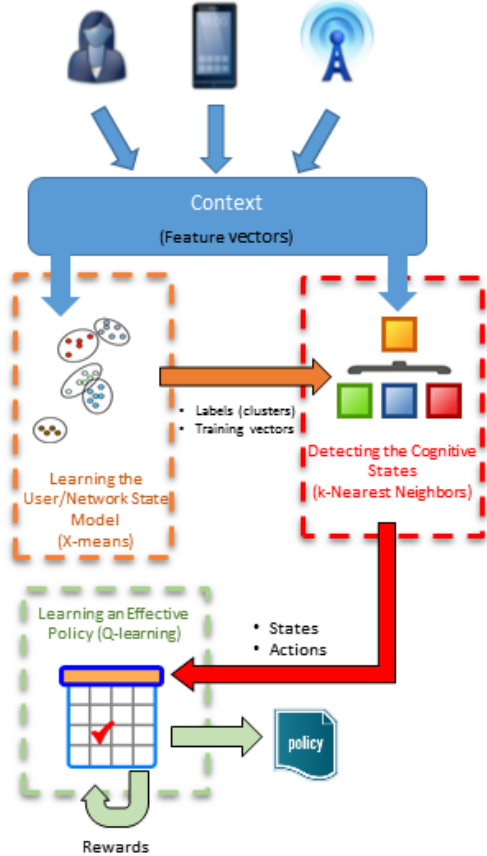 Context
(Feature vectors)
• Labels (clusters)
• Training vectors
Learning the
User/Network State
Model
(X-means)
Detecting the Cognitive
States
(k-Nearest Neighbors)
Learning an Effective
Policy (Q-learning)
• States
• Actions
policy
Rewards